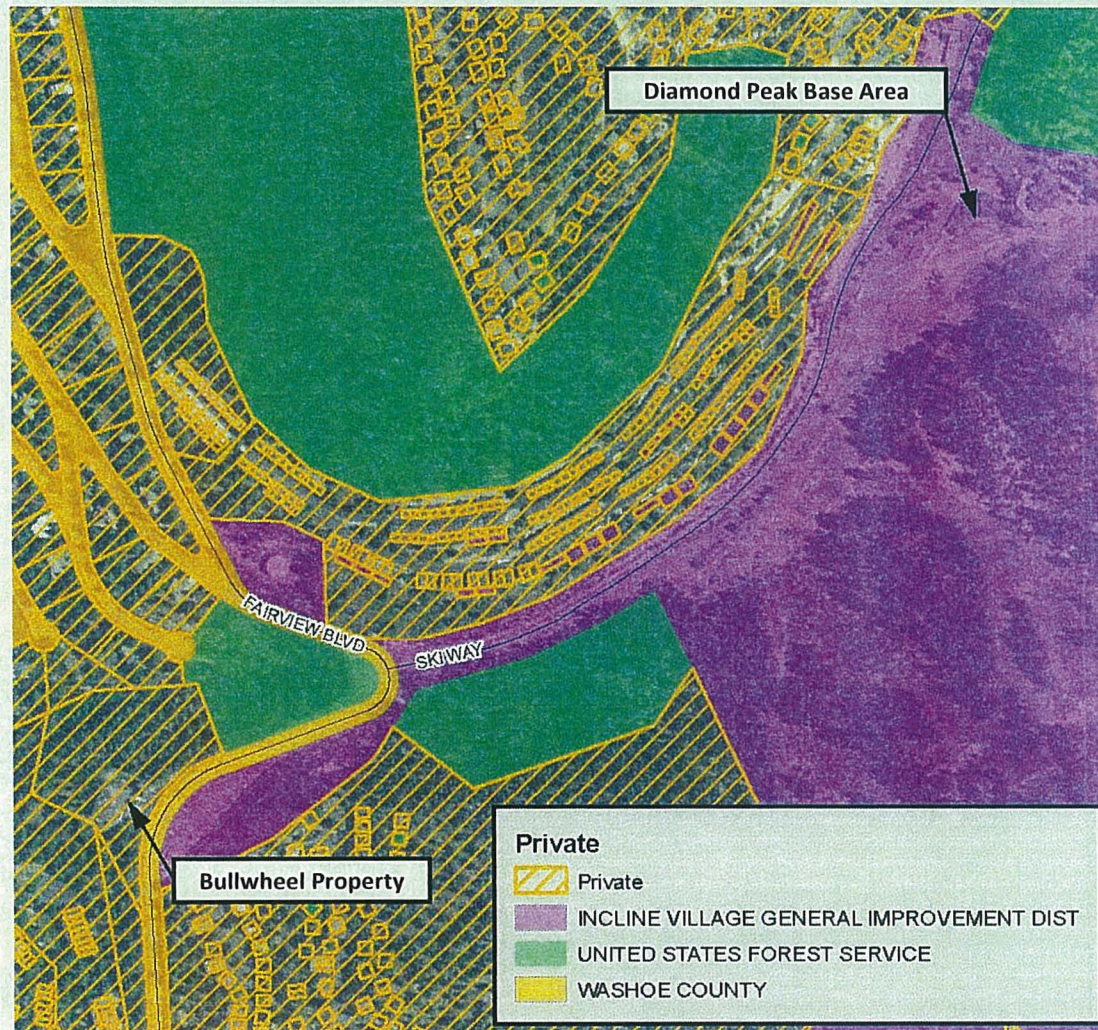 Diamond Peak Base Area
FAIRVIEW BLVD
SKI WAY
Bullwheel Property
Private
Private
INCLINE VILLAGE GENERAL IMPROVEMENT DIST
UNITED STATES FOREST SERVICE
WASHOE COUNTY